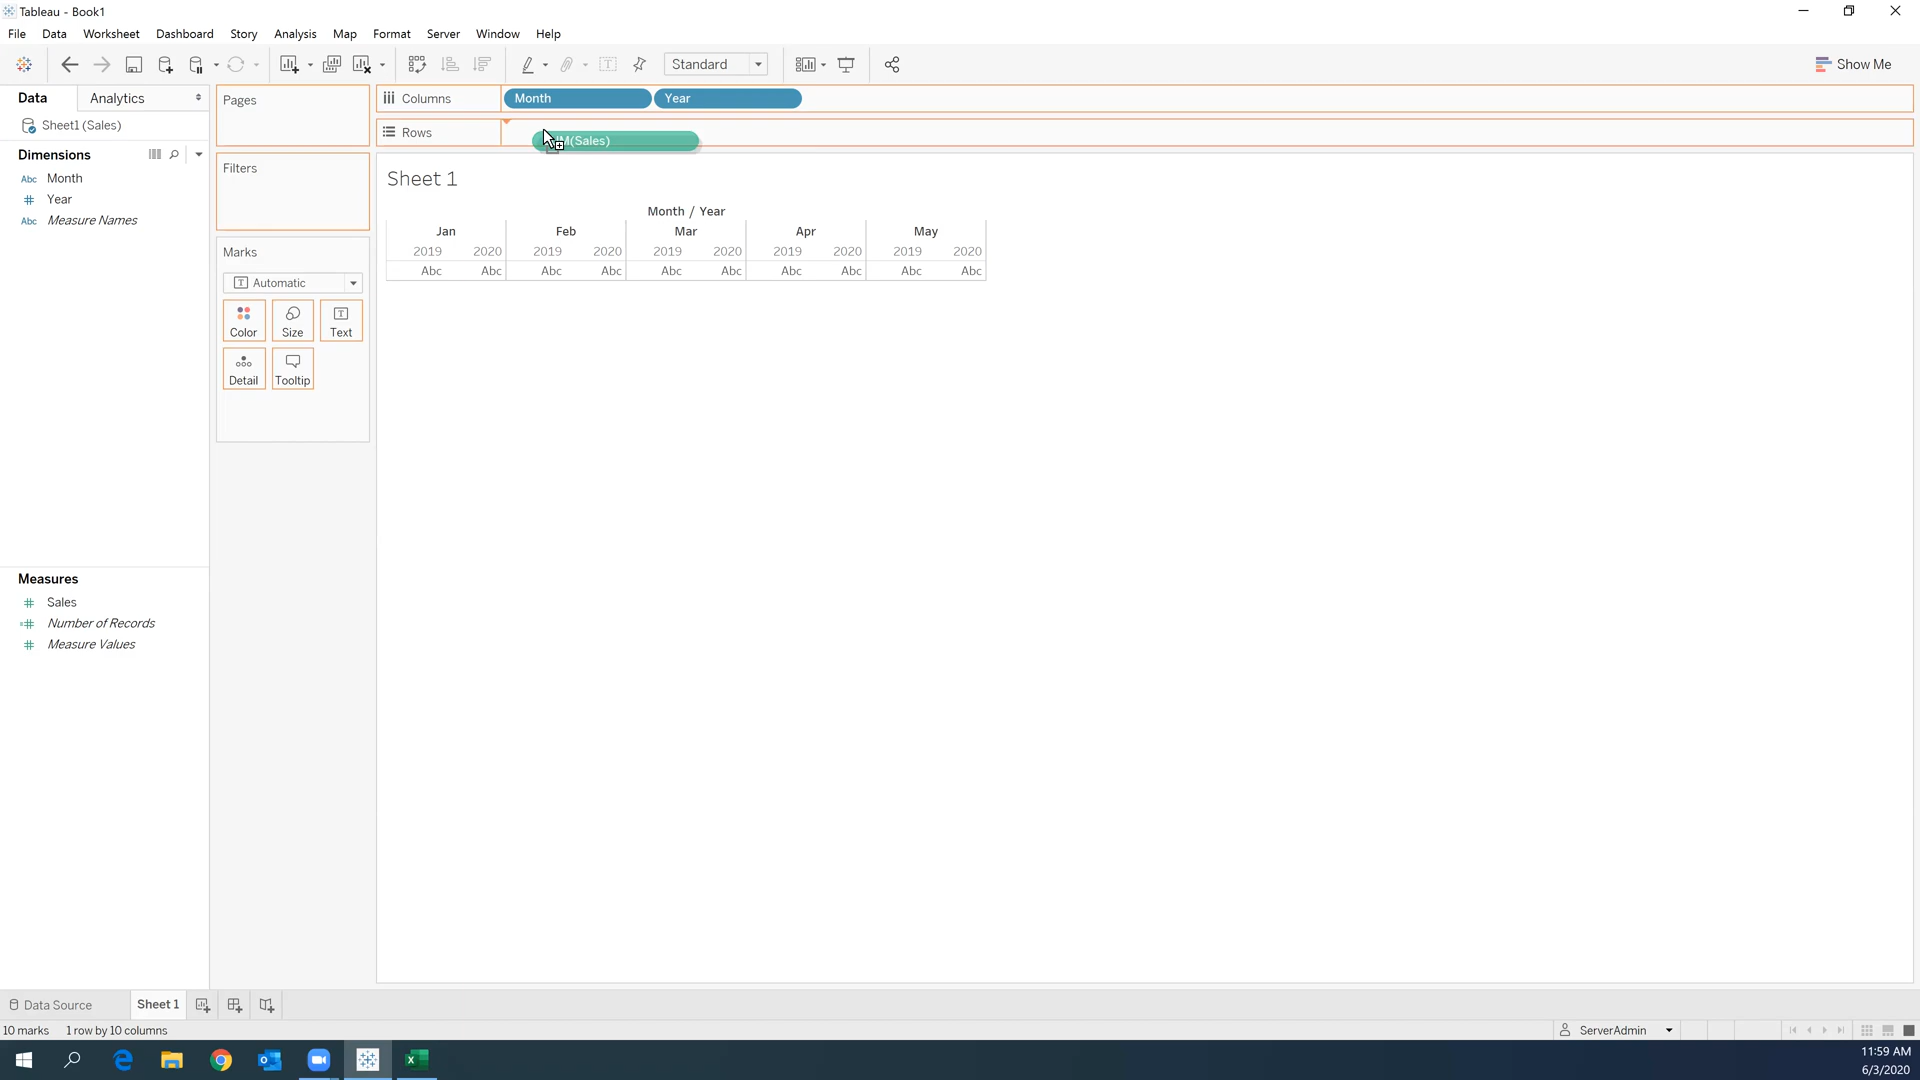 Tableau - Book1
File Data Worksheet Dashboard Story Analysis Map Format Server Window Help
Standard
Show Me
Data Analytics
Sheet1 (Sales)
Dimensions
Abc Month
# Year
Abc Measure Names
Measures
# Sales
=# Number of Records
# Measure Values
Pages
Filters
Marks
Automatic
Color Size Text
Detail Tooltip
Columns Month Year
Rows
M(Sales)
Sheet 1
Month / Year
Jan Feb Mar Apr May
2019 2020 2019 2020 2019 2020 2019 2020 2019 2020
Abc Abc Abc Abc Abc Abc Abc Abc Abc Abc
Data Source Sheet 1
10 marks 1 row by 10 columns ServerAdmin
11:59 AM
6/3/2020